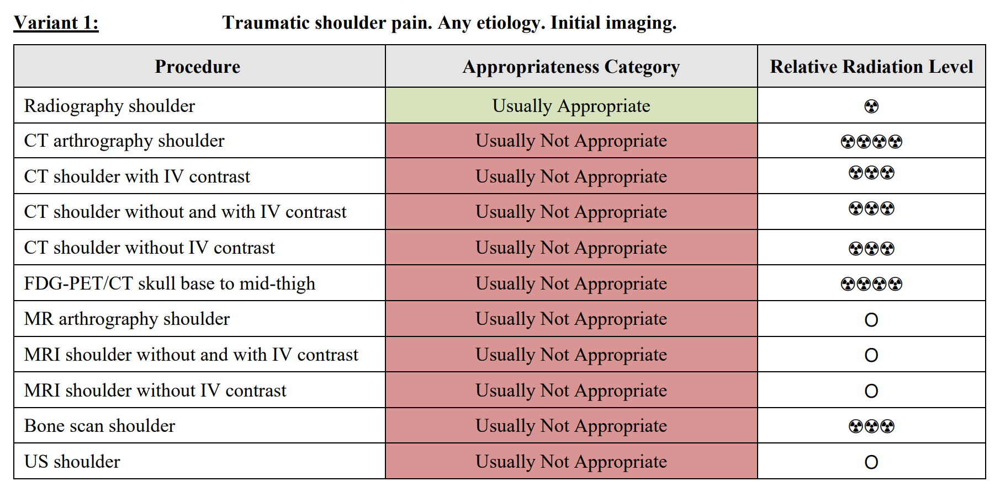 Variant 1: Traumatic shoulder pain. Any etiology. Initial imaging.
Procedure Appropriateness Category Relative Radiation Level
Radiography shoulder Usually Appropriate ☢
CT arthrography shoulder Usually Not Appropriate ☢☢☢☢
CT shoulder with IV contrast Usually Not Appropriate ☢☢☢
CT shoulder without and with IV contrast Usually Not Appropriate ☢☢☢
CT shoulder without IV contrast Usually Not Appropriate ☢☢☢
FDG-PET/CT skull base to mid-thigh Usually Not Appropriate ☢☢☢☢
MR arthrography shoulder Usually Not Appropriate O
MRI shoulder without and with IV contrast Usually Not Appropriate O
MRI shoulder without IV contrast Usually Not Appropriate O
Bone scan shoulder Usually Not Appropriate ☢☢☢
US shoulder Usually Not Appropriate O